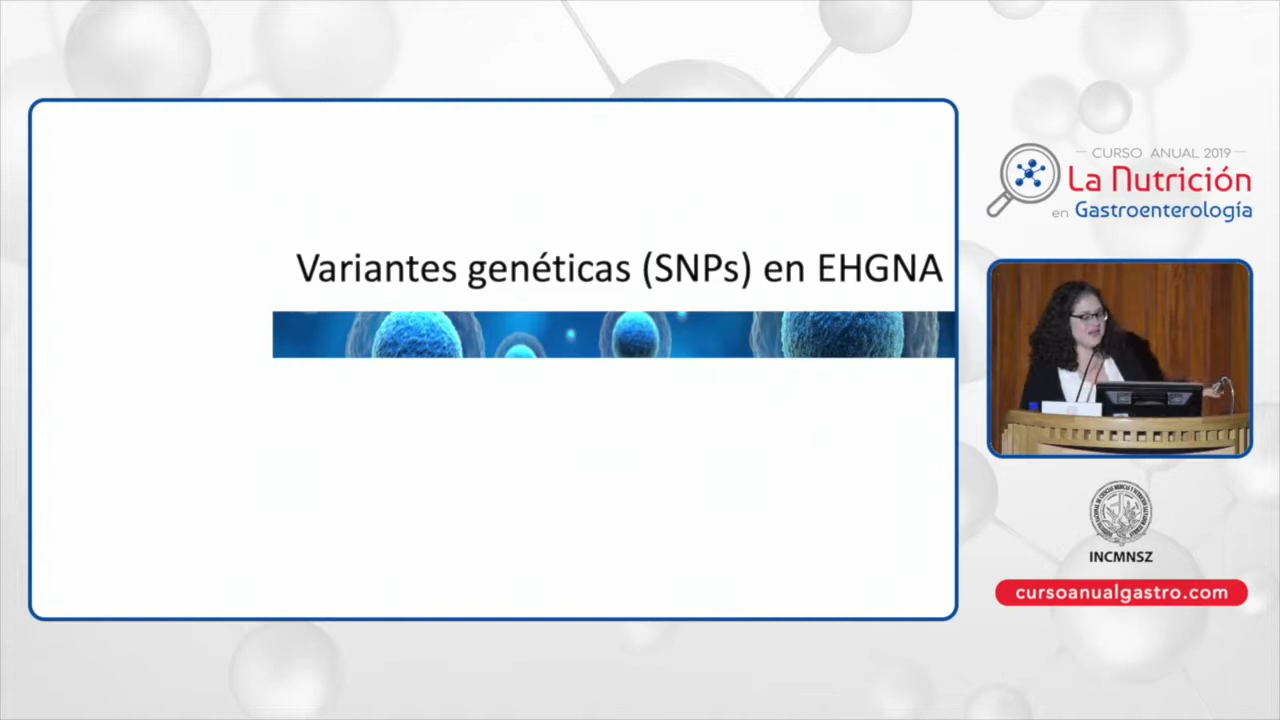 Variantes genéticas (SNPs) en EHGNA
CURSO ANUAL 2019
La Nutrición
en Gastroenterología
INCMNSZ
cursoanualgastro.com